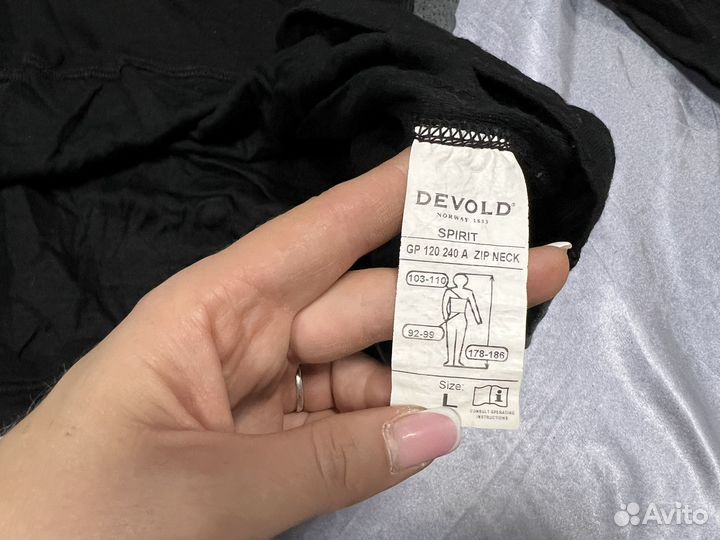 DEVOLD®
NORWAY 1853
SPIRIT
GP 120 240 A ZIP NECK
103-110
92-99
178-186
Size:
L
CONSULT OPERATING
INSTRUCTIONS
Avito